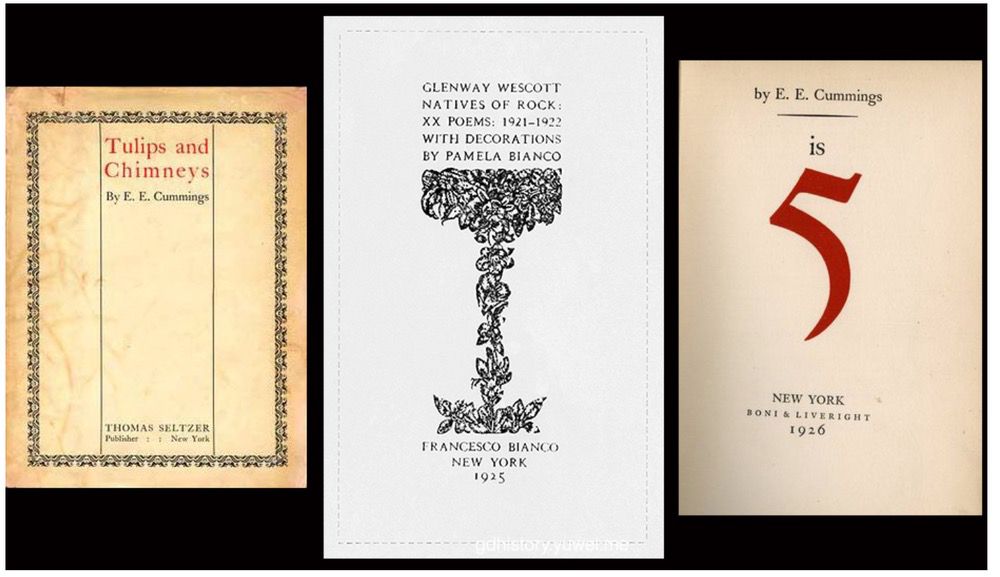 Tulips and
Chimneys
By E. E. Cummings
THOMAS SELTZER
Publisher : : New York
GLENWAY WESCOTT
NATIVES OF ROCK:
XX POEMS: 1921–1922
WITH DECORATIONS
BY PAMELA BIANCO
FRANCESCO BIANCO
NEW YORK
1925
gdhistory.yuwei.me
by E. E. Cummings
is
5
NEW YORK
BONI & LIVERIGHT
1926